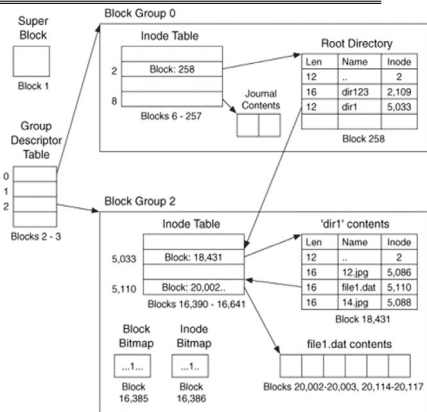 Block Group 0
Super
Block
Block 1
Inode Table
2 Block: 258
8
Blocks 6 - 257
Journal
Contents
Root Directory
Len Name Inode
12 .. 2
16 dir123 2,109
12 dir1 5,033
Block 258
Group
Descriptor
Table
0
1
2
Blocks 2 - 3
Block Group 2
Inode Table
5,033 Block: 18,431
5,110 Block: 20,002..
Blocks 16,390 - 16,641
'dir1' contents
Len Name Inode
12 .. 2
16 12.jpg 5,086
16 file1.dat 5,110
16 14.jpg 5,088
Block 18,431
Block
Bitmap
...1...
Block
16,385
Inode
Bitmap
...1..
Block
16,386
file1.dat contents
Blocks 20,002-20,003, 20,114-20,117